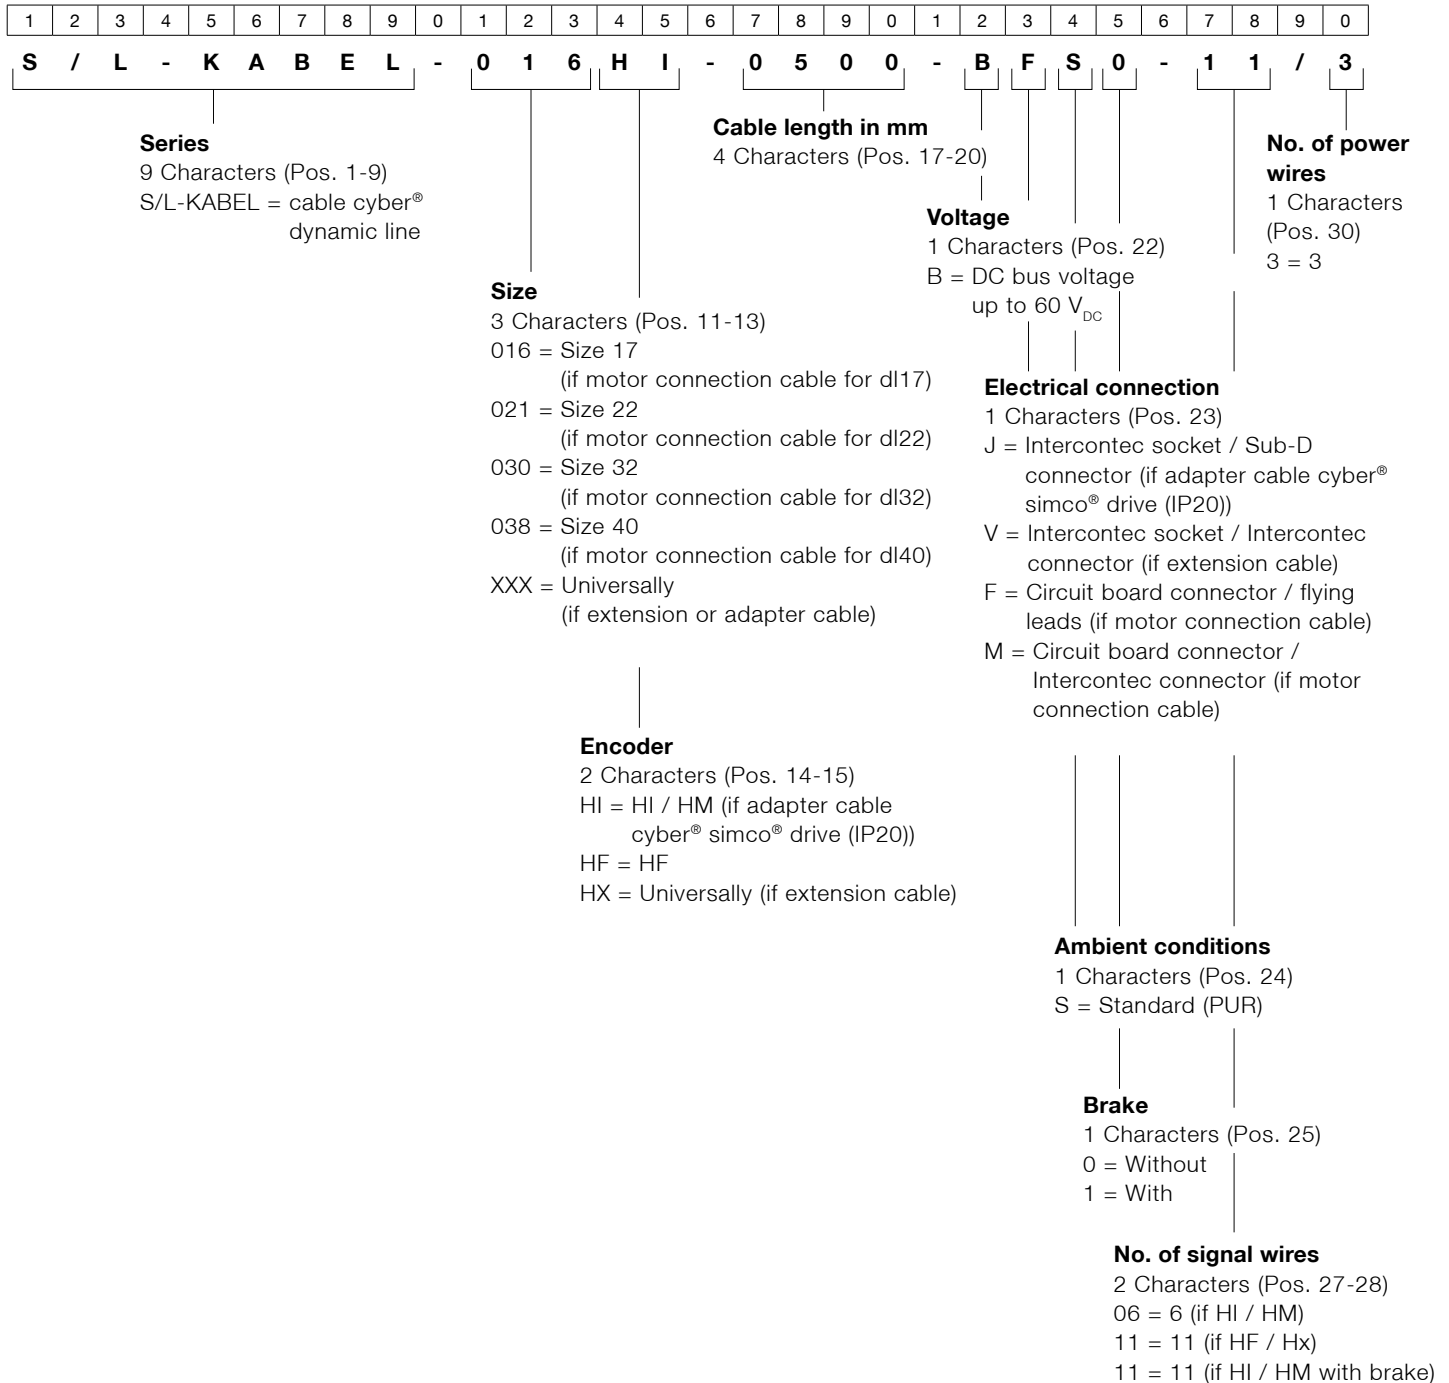 1 2 3 4 5 6 7 8 9 0 1 2 3 4 5 6 7 8 9 0 1 2 3 4 5 6 7 8 9 0
S / L - K A B E L - 0 1 6 H I - 0 5 0 0 - B F S 0 - 1 1 / 3
Series
9 Characters (Pos. 1-9)
S/L-KABEL = cable cyber®
dynamic line
Size
3 Characters (Pos. 11-13)
016 = Size 17
(if motor connection cable for dl17)
021 = Size 22
(if motor connection cable for dl22)
030 = Size 32
(if motor connection cable for dl32)
038 = Size 40
(if motor connection cable for dl40)
XXX = Universally
(if extension or adapter cable)
Encoder
2 Characters (Pos. 14-15)
HI = HI / HM (if adapter cable
cyber® simco® drive (IP20))
HF = HF
HX = Universally (if extension cable)
Cable length in mm
4 Characters (Pos. 17-20)
Voltage
1 Characters (Pos. 22)
B = DC bus voltage
up to 60 VDC
Electrical connection
1 Characters (Pos. 23)
J = Intercontec socket / Sub-D
connector (if adapter cable cyber®
simco® drive (IP20))
V = Intercontec socket / Intercontec
connector (if extension cable)
F = Circuit board connector / flying
leads (if motor connection cable)
M = Circuit board connector /
Intercontec connector (if motor
connection cable)
Ambient conditions
1 Characters (Pos. 24)
S = Standard (PUR)
Brake
1 Characters (Pos. 25)
0 = Without
1 = With
No. of signal wires
2 Characters (Pos. 27-28)
06 = 6 (if HI / HM)
11 = 11 (if HF / Hx)
11 = 11 (if HI / HM with brake)
No. of power
wires
1 Characters
(Pos. 30)
3 = 3